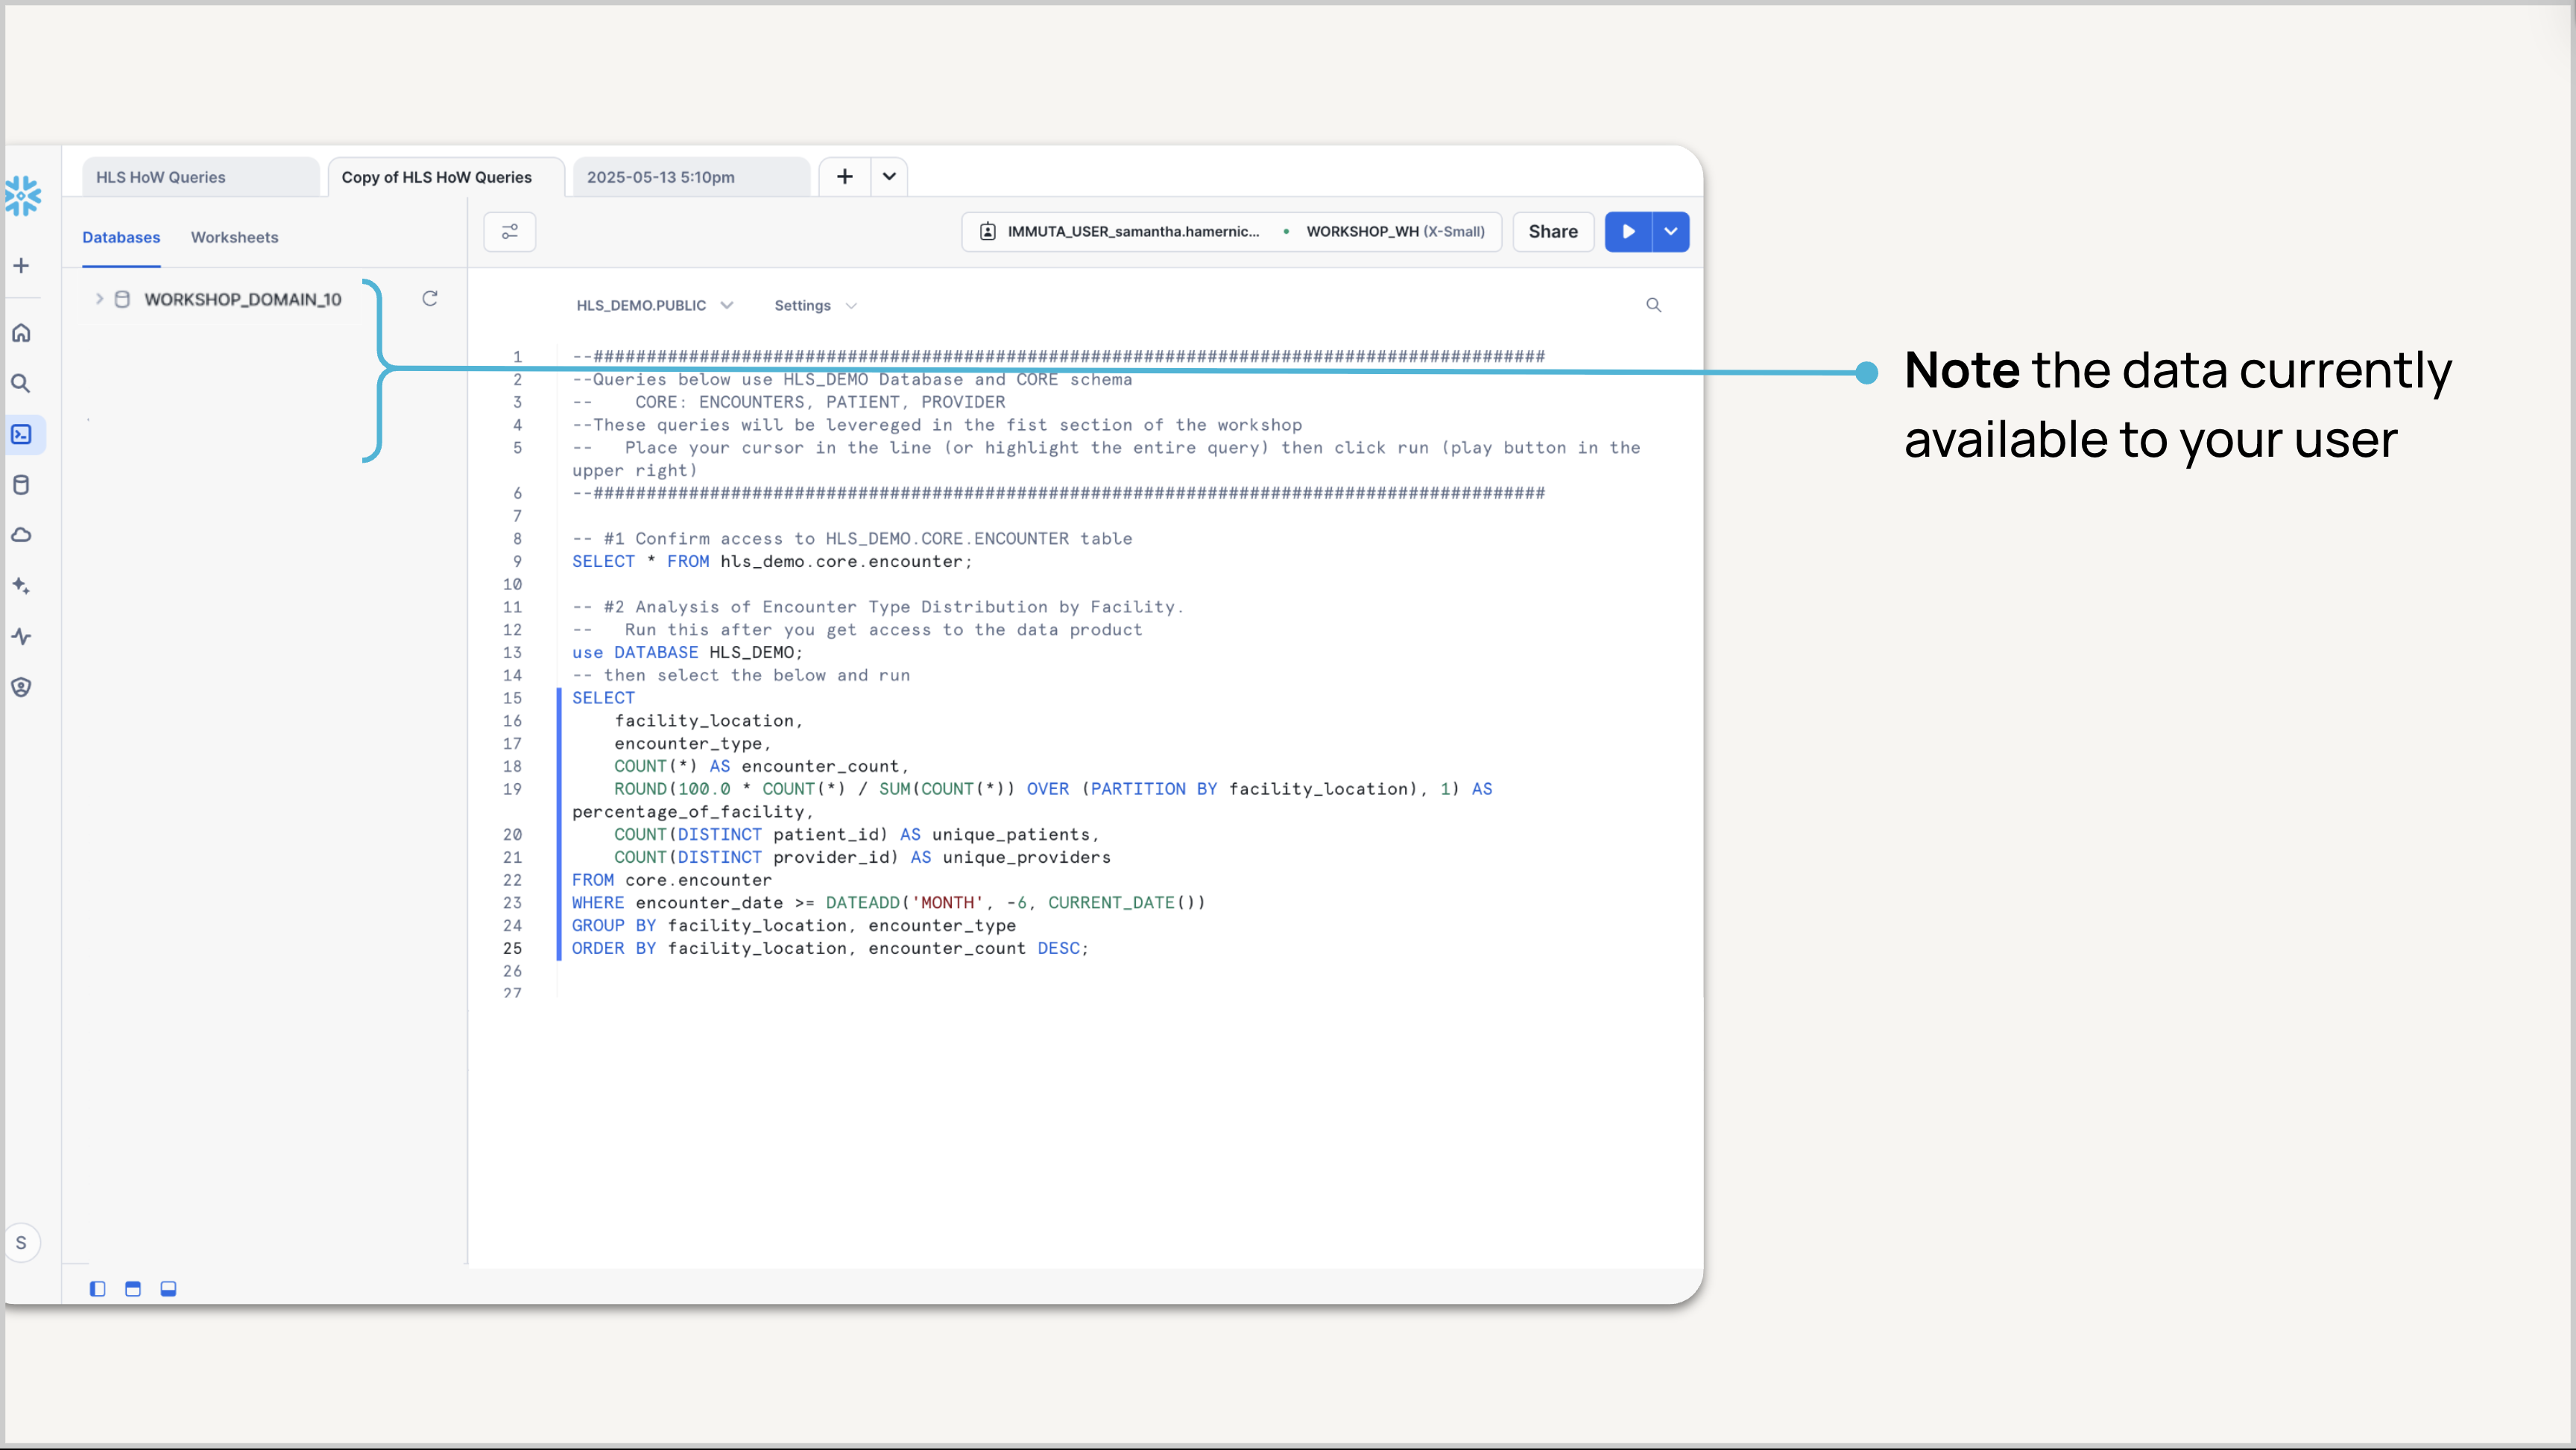 HLS HoW Queries
Copy of HLS HoW Queries
2025-05-13 5:10pm
Databases
Worksheets
IMMUTA_USER_samantha.hamernic...
WORKSHOP_WH (X-Small)
Share
WORKSHOP_DOMAIN_10
HLS_DEMO.PUBLIC
Settings
1 --##########################################################################################
2 --Queries below use HLS_DEMO Database and CORE schema
3 --    CORE: ENCOUNTERS, PATIENT, PROVIDER
4 --These queries will be levereged in the fist section of the workshop
5 --   Place your cursor in the line (or highlight the entire query) then click run (play button in the
upper right)
6 --##########################################################################################
7
8 -- #1 Confirm access to HLS_DEMO.CORE.ENCOUNTER table
9 SELECT * FROM hls_demo.core.encounter;
10
11 -- #2 Analysis of Encounter Type Distribution by Facility.
12 --   Run this after you get access to the data product
13 use DATABASE HLS_DEMO;
14 -- then select the below and run
15 SELECT
16     facility_location,
17     encounter_type,
18     COUNT(*) AS encounter_count,
19     ROUND(100.0 * COUNT(*) / SUM(COUNT(*)) OVER (PARTITION BY facility_location), 1) AS
percentage_of_facility,
20     COUNT(DISTINCT patient_id) AS unique_patients,
21     COUNT(DISTINCT provider_id) AS unique_providers
22 FROM core.encounter
23 WHERE encounter_date >= DATEADD('MONTH', -6, CURRENT_DATE())
24 GROUP BY facility_location, encounter_type
25 ORDER BY facility_location, encounter_count DESC;
26
27
S
Note the data currently
available to your user